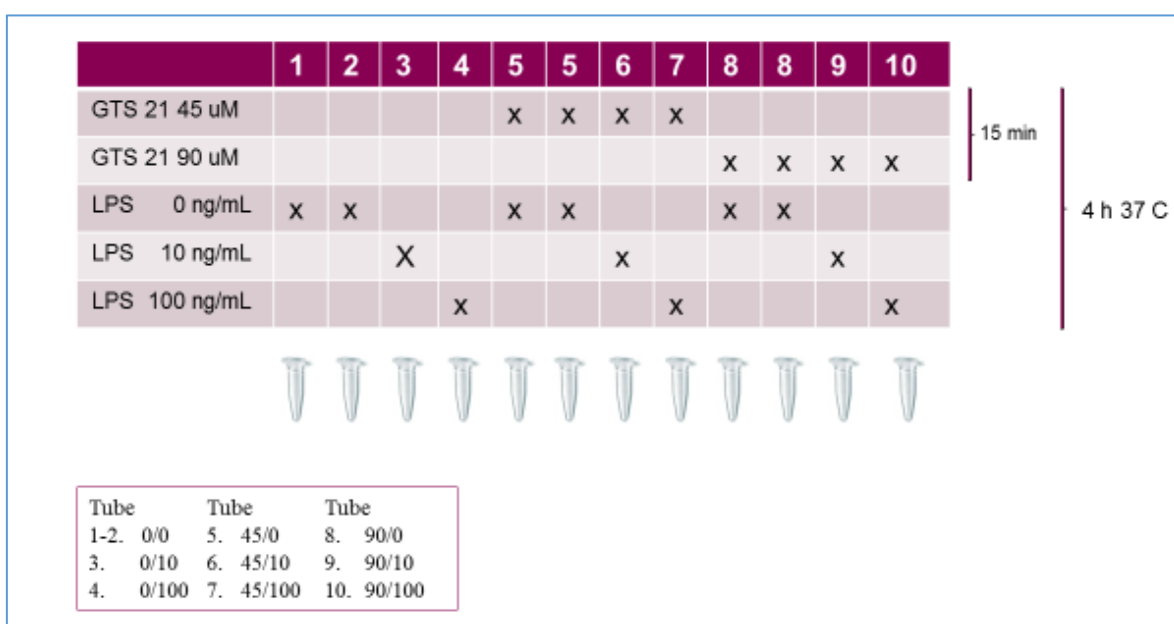 1 2 3 4 5 5 6 7 8 8 9 10
GTS 21 45 uM x x x x
15 min
GTS 21 90 uM x x x x
LPS 0 ng/mL x x x x x x
4 h 37 C
LPS 10 ng/mL X x x
LPS 100 ng/mL x x x
Tube Tube Tube
1-2. 0/0 5. 45/0 8. 90/0
3. 0/10 6. 45/10 9. 90/10
4. 0/100 7. 45/100 10. 90/100